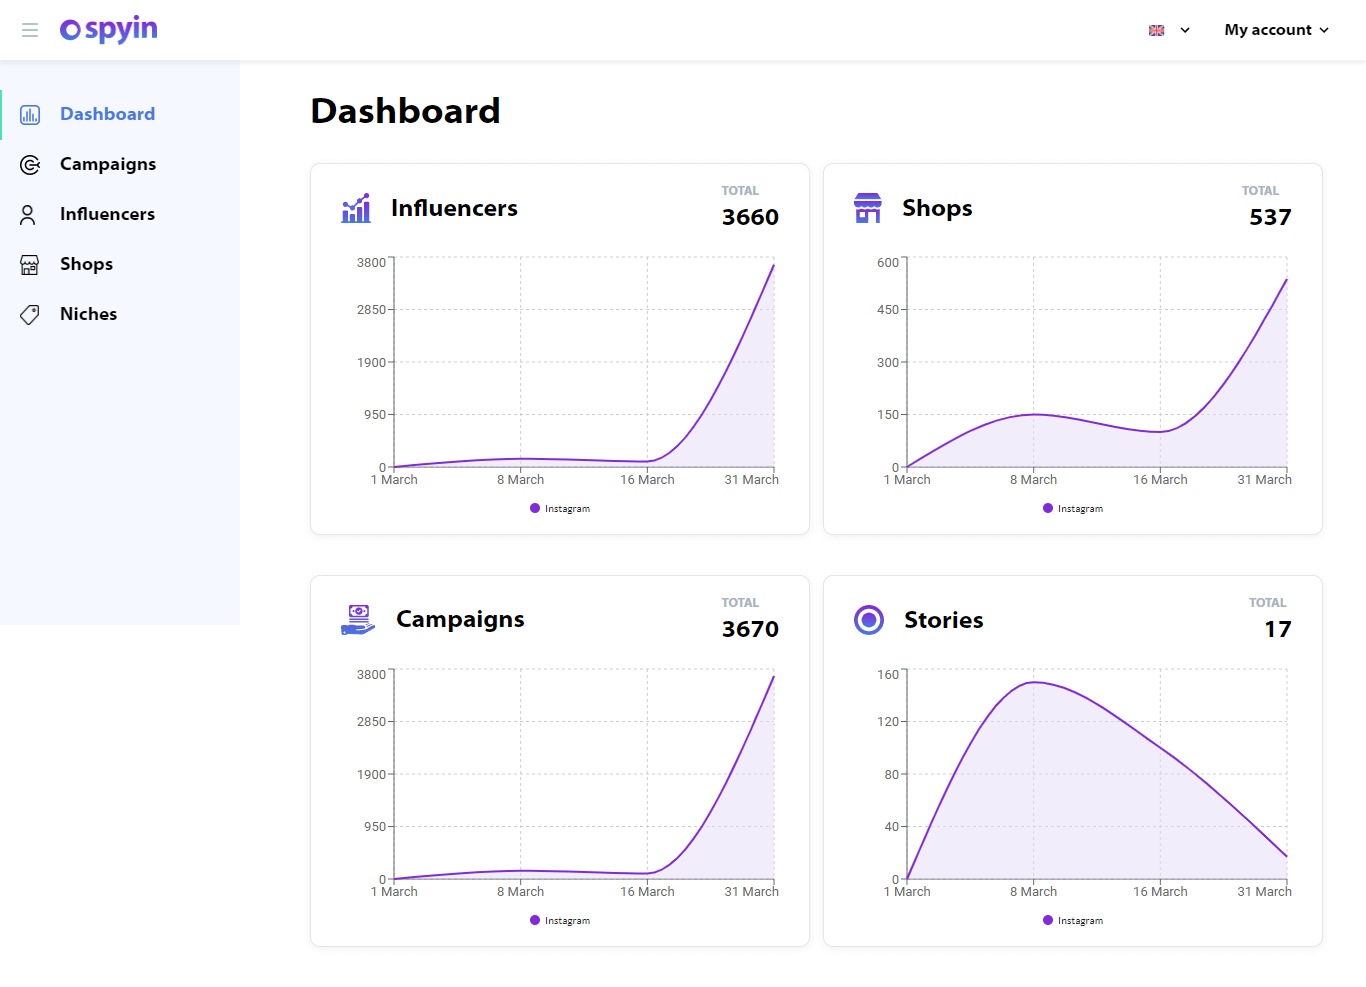 spyin
My account
Dashboard
Campaigns
Influencers
Shops
Niches
Dashboard
Influencers
TOTAL
3660
3800
2850
1900
950
0
1 March 8 March 16 March 31 March
Instagram
Shops
TOTAL
537
600
450
300
150
0
1 March 8 March 16 March 31 March
Instagram
Campaigns
TOTAL
3670
3800
2850
1900
950
0
1 March 8 March 16 March 31 March
Instagram
Stories
TOTAL
17
160
120
80
40
0
1 March 8 March 16 March 31 March
Instagram